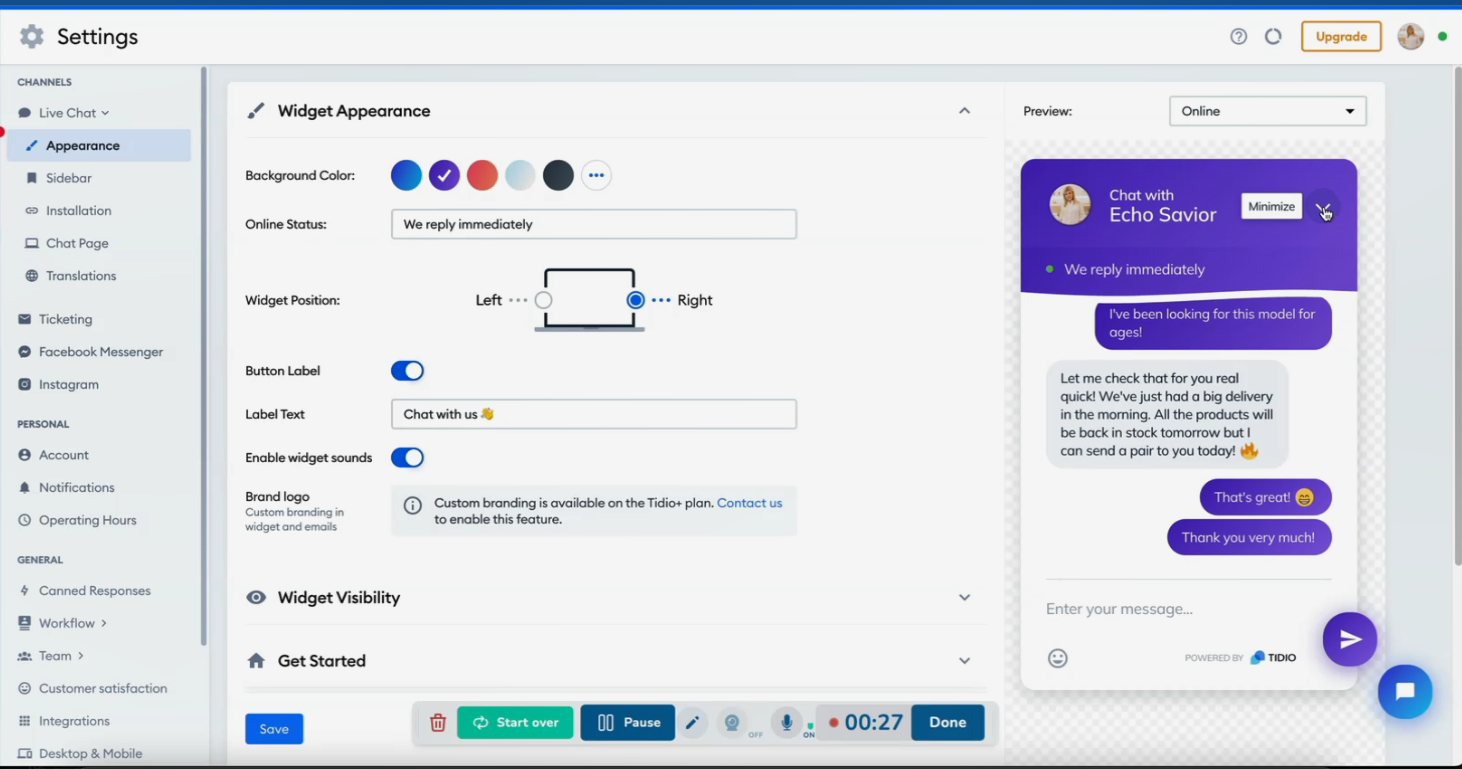 Settings
Upgrade
CHANNELS
Live Chat
Appearance
Sidebar
Installation
Chat Page
Translations
Ticketing
Facebook Messenger
Instagram
PERSONAL
Account
Notifications
Operating Hours
GENERAL
Canned Responses
Workflow
Team
Customer satisfaction
Integrations
Desktop & Mobile
Widget Appearance
Background Color:
Online Status:
We reply immediately
Widget Position:
Left
Right
Button Label
Label Text
Chat with us 👋
Enable widget sounds
Brand logo
Custom branding in
widget and emails
Custom branding is available on the Tidio+ plan. Contact us
to enable this feature.
Widget Visibility
Get Started
Save
Start over
Pause
OFF
ON
00:27
Done
Preview:
Online
Chat with
Echo Savior
Minimize
We reply immediately
I've been looking for this model for
ages!
Let me check that for you real
quick! We've just had a big delivery
in the morning. All the products will
be back in stock tomorrow but I
can send a pair to you today! 🔥
That's great! 😄
Thank you very much!
Enter your message...
POWERED BY TIDIO